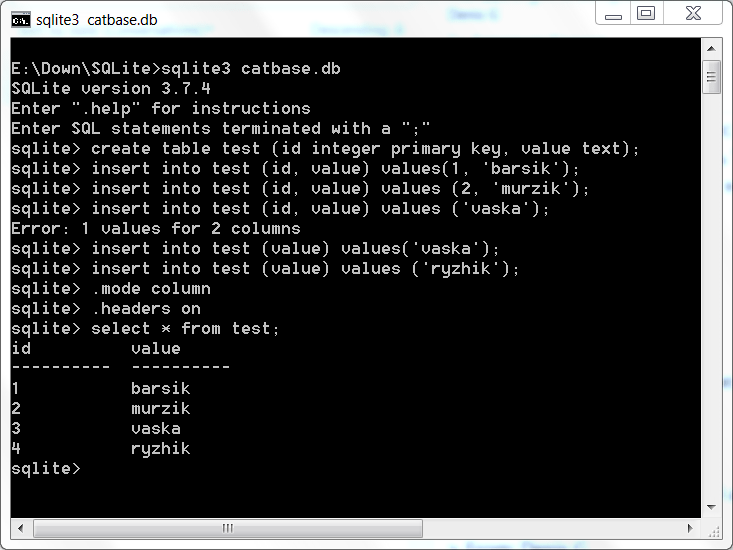 sqlite3 catbase.db
E:\Down\SQLite>sqlite3 catbase.db
SQLite version 3.7.4
Enter ".help" for instructions
Enter SQL statements terminated with a ";"
sqlite> create table test (id integer primary key, value text);
sqlite> insert into test (id, value) values(1, 'barsik');
sqlite> insert into test (id, value) values (2, 'murzik');
sqlite> insert into test (id, value) values ('vaska');
Error: 1 values for 2 columns
sqlite> insert into test (value) values('vaska');
sqlite> insert into test (value) values ('ryzhik');
sqlite> .mode column
sqlite> .headers on
sqlite> select * from test;
id          value
----------  ----------
1           barsik
2           murzik
3           vaska
4           ryzhik
sqlite>